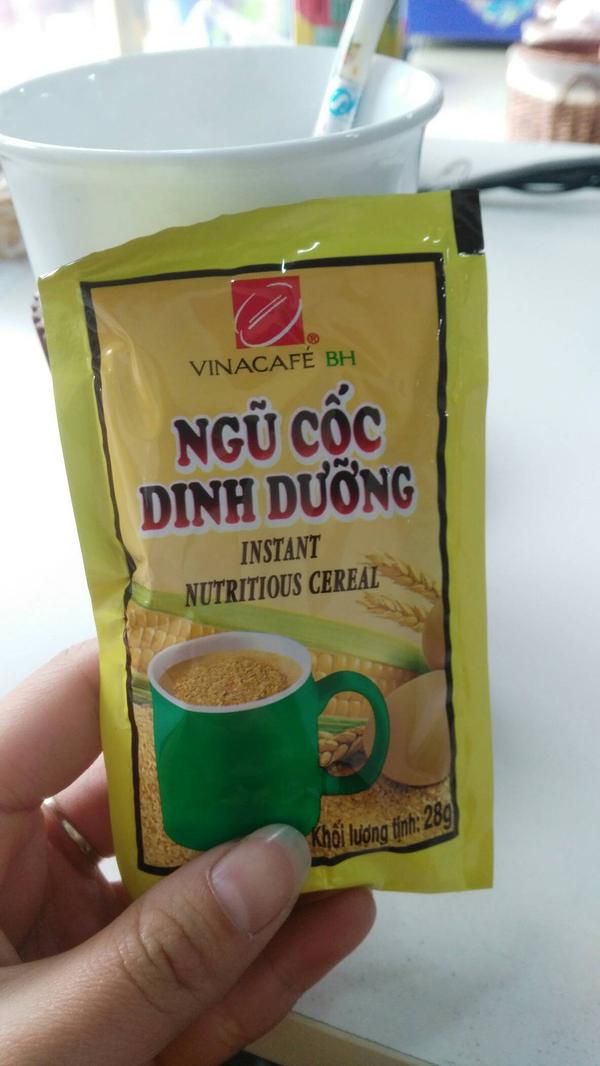 ®
VINACAFÉ BH
NGŨ CỐC
DINH DƯỠNG
INSTANT
NUTRITIOUS CEREAL
Khối lượng tịnh: 28g